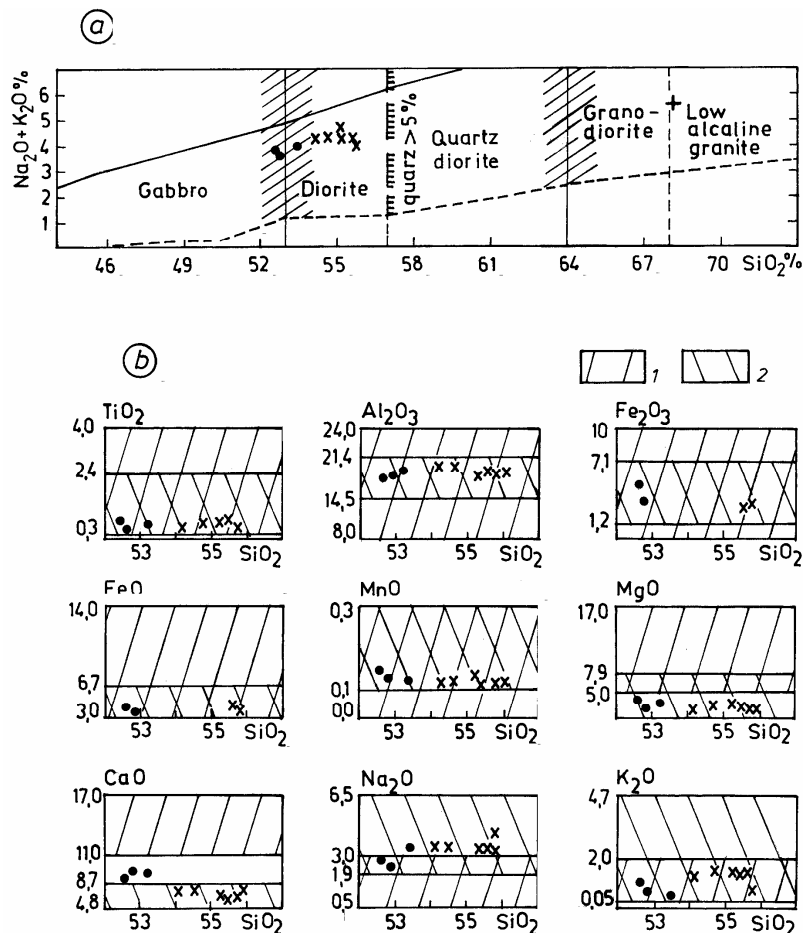 a
Na₂O+K₂O%
6
5
4
3
2
1
Gabbro
Diorite
quartz > 5%
Quartz
diorite
Grano-
diorite
Low
alcaline
granite
46 49 52 55 58 61 64 67 70 SiO₂%
b
1 2
TiO₂ Al₂O₃ Fe₂O₃
4,0
2,4
0,3
53 55 SiO₂
24,0
21,4
14,5
8,0
53 55 SiO₂
10
7,1
1,2
53 55 SiO₂
FeO MnO MgO
14,0
6,7
3,0
53 55 SiO₂
0,3
0,1
0,0
53 55 SiO₂
17,0
7,9
5,0
53 55 SiO₂
CaO Na₂O K₂O
17,0
11,0
8,7
4,8
53 55 SiO₂
6,5
3,0
1,9
0,5
53 55 SiO₂
4,7
2,0
0,05
53 55 SiO₂